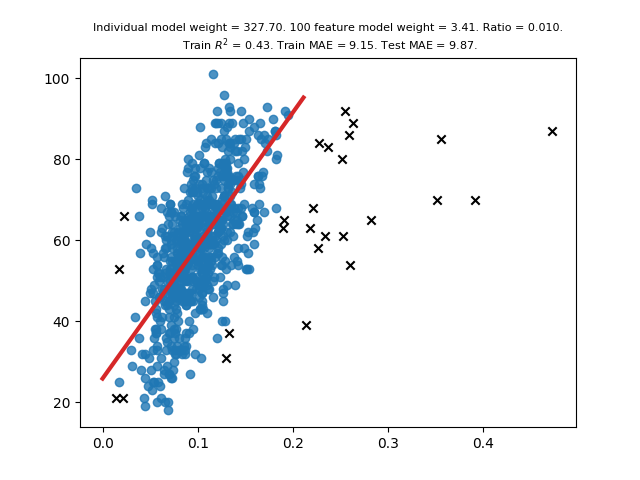 Individual model weight = 327.70. 100 feature model weight = 3.41. Ratio = 0.010.
Train R² = 0.43. Train MAE = 9.15. Test MAE = 9.87.
100
80
60
40
20
0.0 0.1 0.2 0.3 0.4